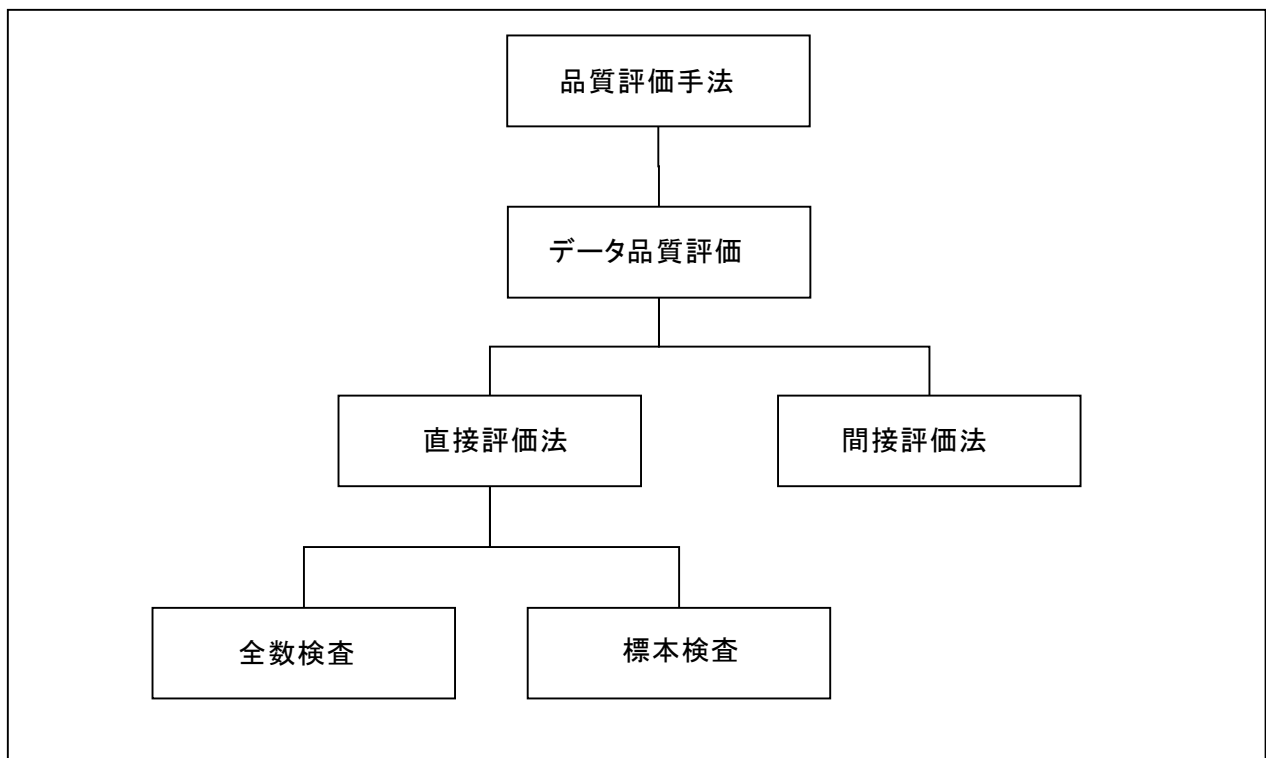 品質評価手法
データ品質評価
直接評価法
間接評価法
全数検査
標本検査